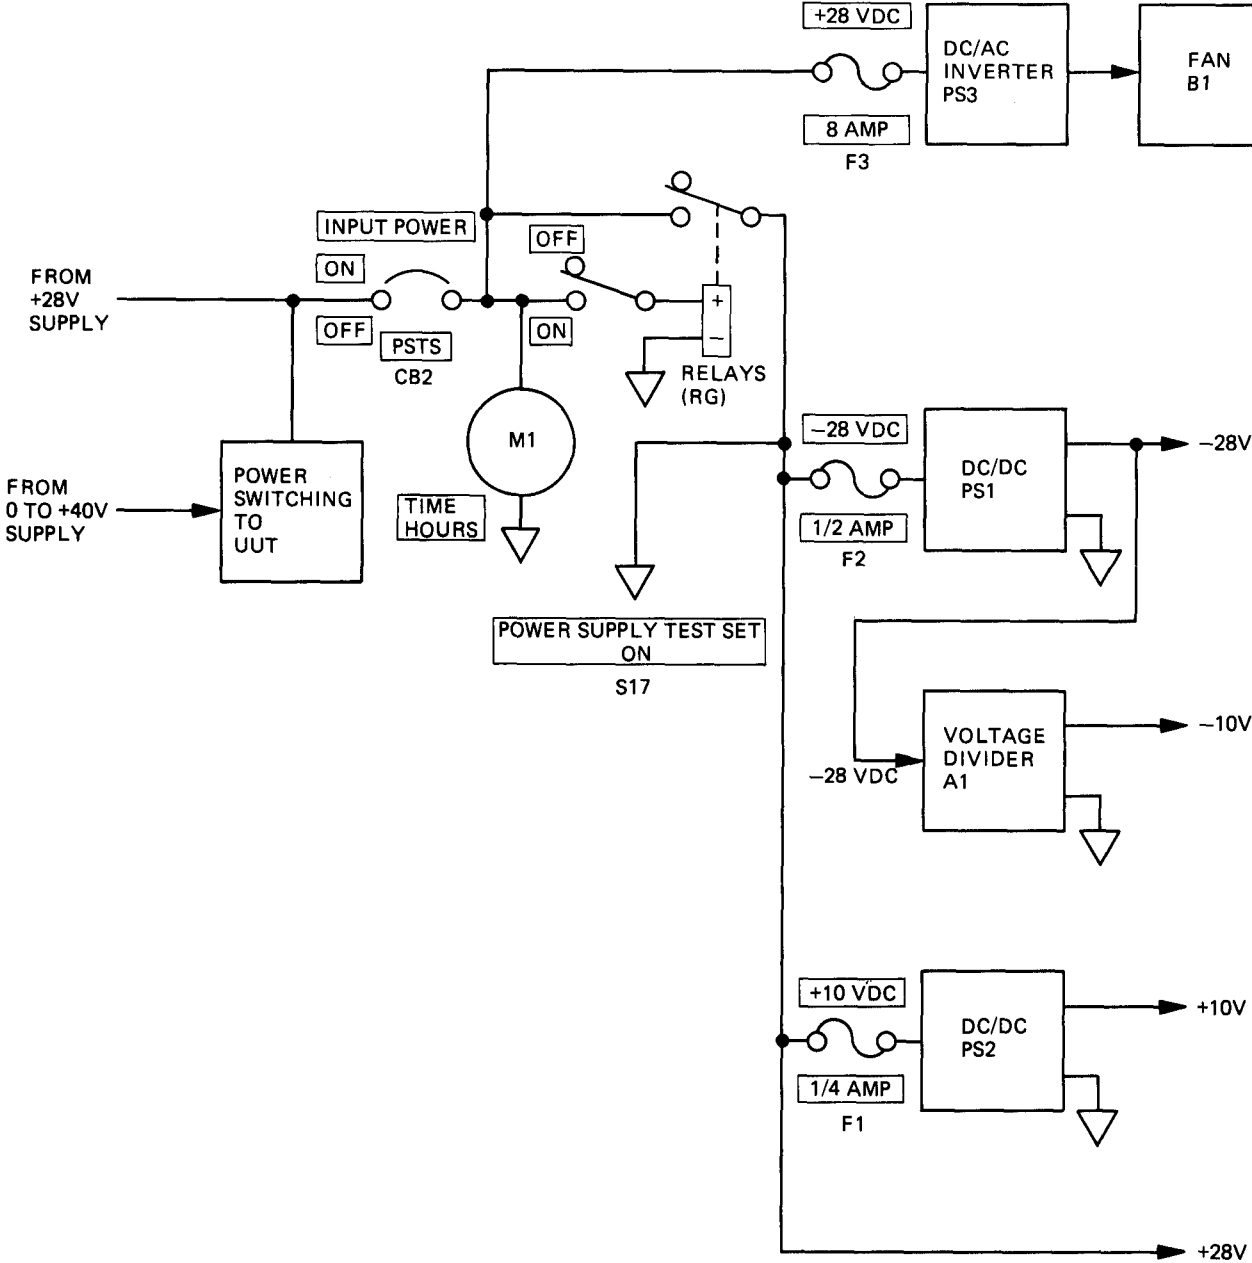 +28 VDC
DC/AC
INVERTER
PS3
FAN
B1
8 AMP
F3
INPUT POWER
OFF
FROM
+28V
SUPPLY
ON
OFF
PSTS
CB2
ON
+
−
RELAYS
(RG)
M1
−28 VDC
DC/DC
PS1
−28V
FROM
0 TO +40V
SUPPLY
POWER
SWITCHING
TO
UUT
TIME
HOURS
1/2 AMP
F2
POWER SUPPLY TEST SET
ON
S17
VOLTAGE
DIVIDER
A1
−10V
−28 VDC
+10 VDC
DC/DC
PS2
+10V
1/4 AMP
F1
+28V